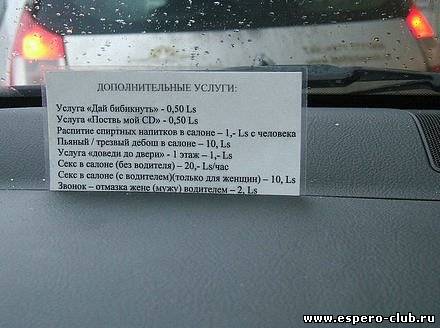 ДОПОЛНИТЕЛЬНЫЕ УСЛУГИ:
Услуга «Дай бибикнуть» - 0,50 Ls
Услуга «Поствь мой CD» - 0,50 Ls
Распитие спиртных напитков в салоне – 1,- Ls с человека
Пьяный / трезвый дебош в салоне – 10, Ls
Услуга «доведи до двери» - 1 этаж – 1,- Ls
Секс в салоне (без водителя) – 20,- Ls/час
Секс в салоне (с водителем)(только для женщин) – 10, Ls
Звонок – отмазка жене (мужу) водителем – 2, Ls
www.espero-club.ru